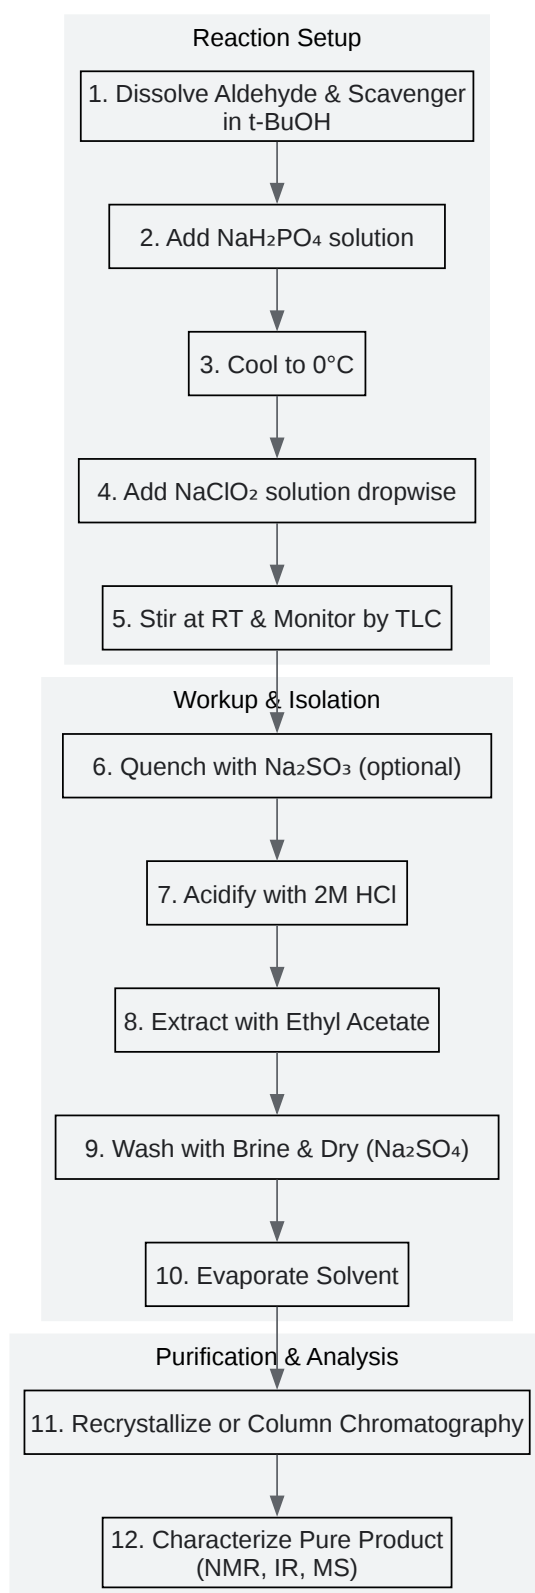 Reaction Setup
1. Dissolve Aldehyde & Scavenger
in t-BuOH
2. Add NaH₂PO₄ solution
3. Cool to 0°C
4. Add NaClO₂ solution dropwise
5. Stir at RT & Monitor by TLC
Workup & Isolation
6. Quench with Na₂SO₃ (optional)
7. Acidify with 2M HCl
8. Extract with Ethyl Acetate
9. Wash with Brine & Dry (Na₂SO₄)
10. Evaporate Solvent
Purification & Analysis
11. Recrystallize or Column Chromatography
12. Characterize Pure Product
(NMR, IR, MS)